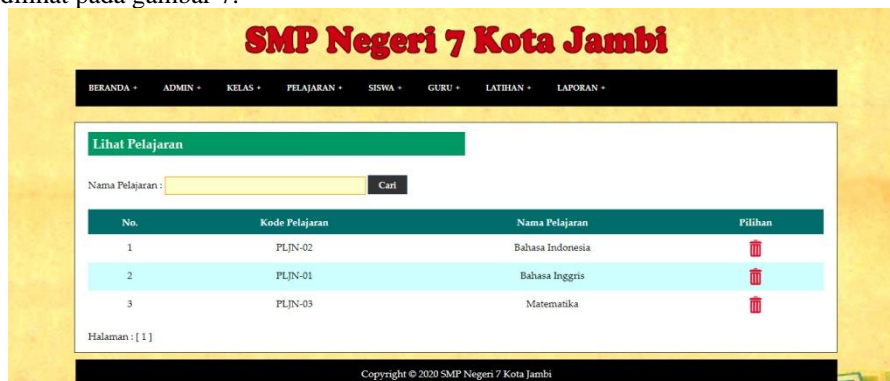 dilihat pada gambar 7.
SMP Negeri 7 Kota Jambi
BERANDA + ADMIN + KELAS + PELAJARAN + SISWA + GURU + LATIHAN + LAPORAN +
Lihat Pelajaran
Nama Pelajaran : Cari
No. Kode Pelajaran Nama Pelajaran Pilihan
1 PLJN-02 Bahasa Indonesia
2 PLJN-01 Bahasa Inggris
3 PLJN-03 Matematika
Halaman : [ 1 ]
Copyright © 2020 SMP Negeri 7 Kota Jambi